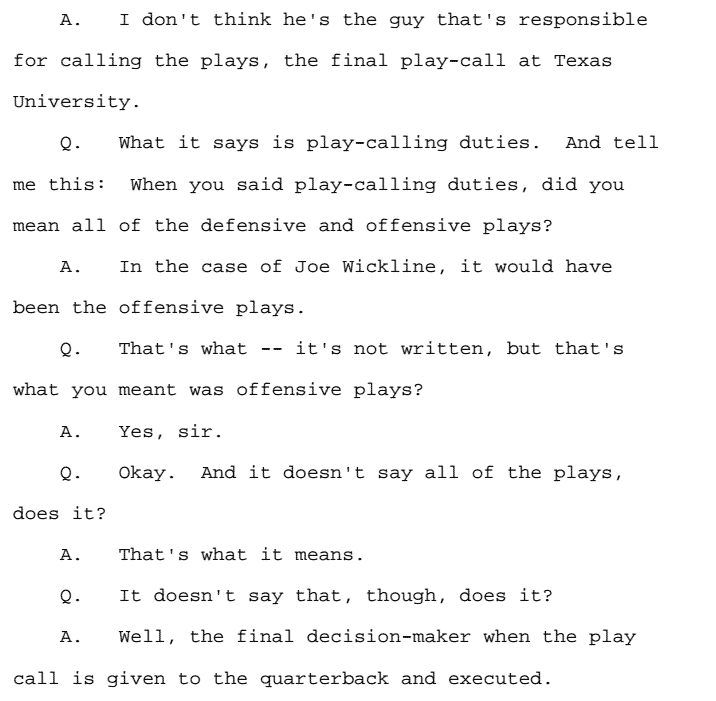 A. I don't think he's the guy that's responsible
for calling the plays, the final play-call at Texas
University.
Q. What it says is play-calling duties. And tell
me this: When you said play-calling duties, did you
mean all of the defensive and offensive plays?
A. In the case of Joe Wickline, it would have
been the offensive plays.
Q. That's what -- it's not written, but that's
what you meant was offensive plays?
A. Yes, sir.
Q. Okay. And it doesn't say all of the plays,
does it?
A. That's what it means.
Q. It doesn't say that, though, does it?
A. Well, the final decision-maker when the play
call is given to the quarterback and executed.